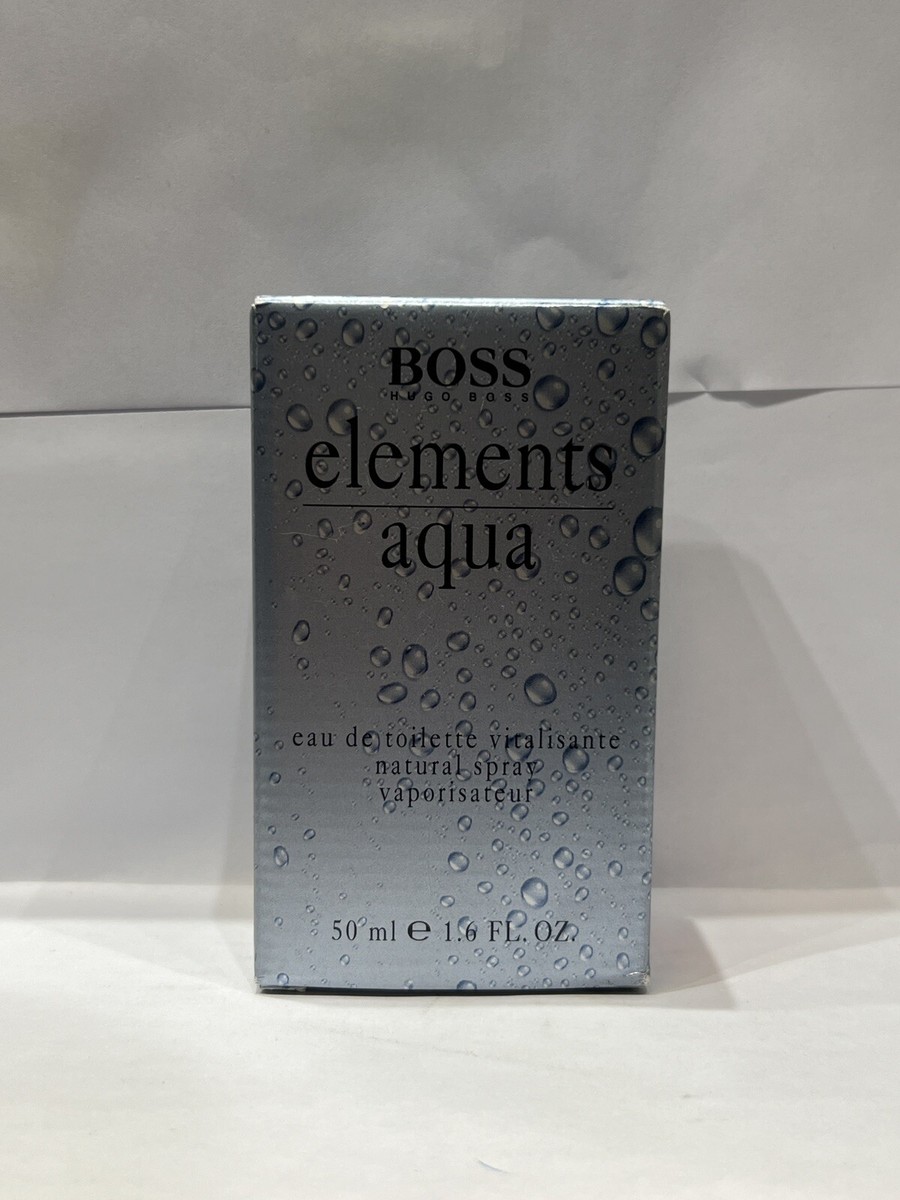 BOSS
HUGO BOSS
elements
aqua
eau de toilette vitalisante
natural spray
vaporisateur
50 ml ℮ 1.6 FL. OZ.